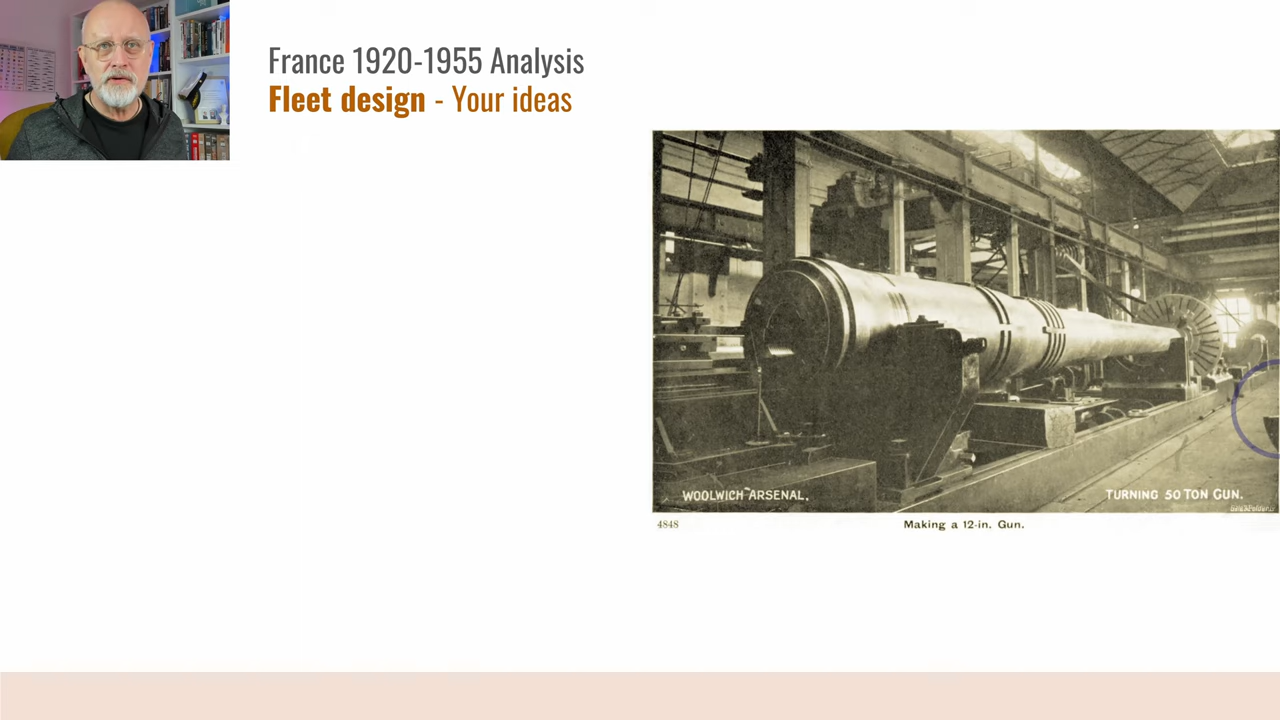 France 1920-1955 Analysis
Fleet design - Your ideas
WOOLWICH ARSENAL.
TURNING 50 TON GUN.
4848
Making a 12-in. Gun.